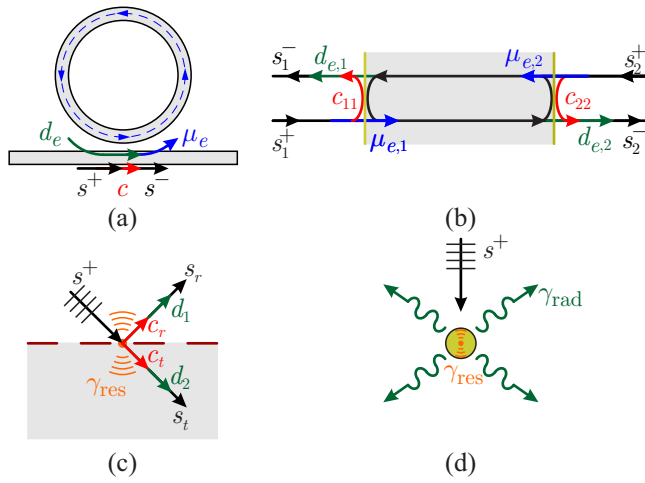 d_e
μ_e
s^+
c
s^-
(a)
s_1^-
d_{e,1}
μ_{e,2}
s_2^+
c_{11}
c_{22}
s_1^+
μ_{e,1}
d_{e,2}
s_2^-
(b)
s^+
s_r
d_1
c_r
c_t
γ_res
d_2
s_t
(c)
s^+
γ_rad
γ_res
(d)